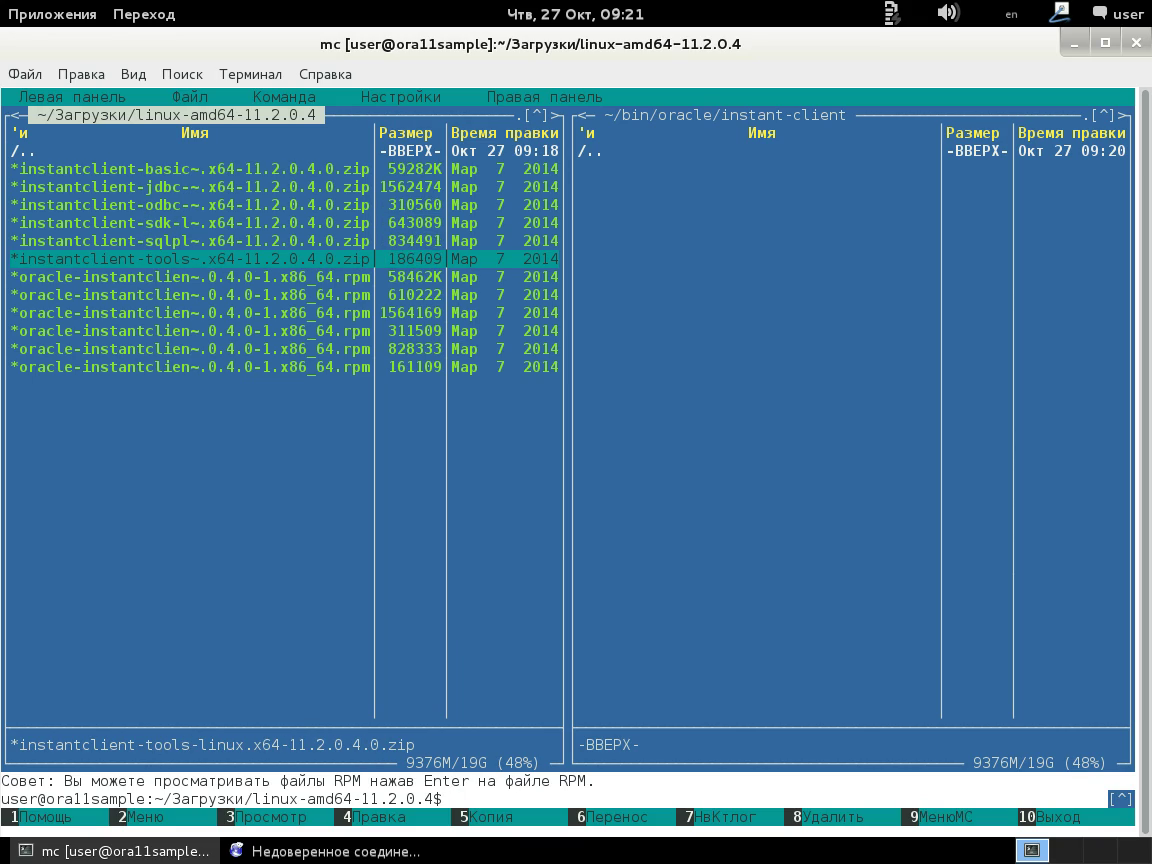 Приложения Переход Чтв, 27 Окт, 09:21 en user
mc [user@ora11sample]:~/Загрузки/linux-amd64-11.2.0.4
Файл Правка Вид Поиск Терминал Справка
Левая панель Файл Команда Настройки Правая панель
<— ~/Загрузки/linux-amd64-11.2.0.4 .[^]> <— ~/bin/oracle/instant-client .[^]>
'и Имя Размер Время правки 'и Имя Размер Время правки
/.. -ВВЕРХ- Окт 27 09:18 /.. -ВВЕРХ- Окт 27 09:20
*instantclient-basic~.x64-11.2.0.4.0.zip 59282K Мар 7 2014
*instantclient-jdbc-~.x64-11.2.0.4.0.zip 1562474 Мар 7 2014
*instantclient-odbc-~.x64-11.2.0.4.0.zip 310560 Мар 7 2014
*instantclient-sdk-l~.x64-11.2.0.4.0.zip 643089 Мар 7 2014
*instantclient-sqlpl~.x64-11.2.0.4.0.zip 834491 Мар 7 2014
*instantclient-tools~.x64-11.2.0.4.0.zip 186409 Мар 7 2014
*oracle-instantclien~.0.4.0-1.x86_64.rpm 58462K Мар 7 2014
*oracle-instantclien~.0.4.0-1.x86_64.rpm 610222 Мар 7 2014
*oracle-instantclien~.0.4.0-1.x86_64.rpm 1564169 Мар 7 2014
*oracle-instantclien~.0.4.0-1.x86_64.rpm 311509 Мар 7 2014
*oracle-instantclien~.0.4.0-1.x86_64.rpm 828333 Мар 7 2014
*oracle-instantclien~.0.4.0-1.x86_64.rpm 161109 Мар 7 2014
*instantclient-tools-linux.x64-11.2.0.4.0.zip -ВВЕРХ-
9376M/19G (48%) 9376M/19G (48%)
Совет: Вы можете просматривать файлы RPM нажав Enter на файле RPM.
user@ora11sample:~/Загрузки/linux-amd64-11.2.0.4$ [^]
1Помощь 2Меню 3Просмотр 4Правка 5Копия 6Перенос 7НвКтлог 8Удалить 9МенюМС 10Выход
mc [user@ora11sample... Недоверенное соедине...